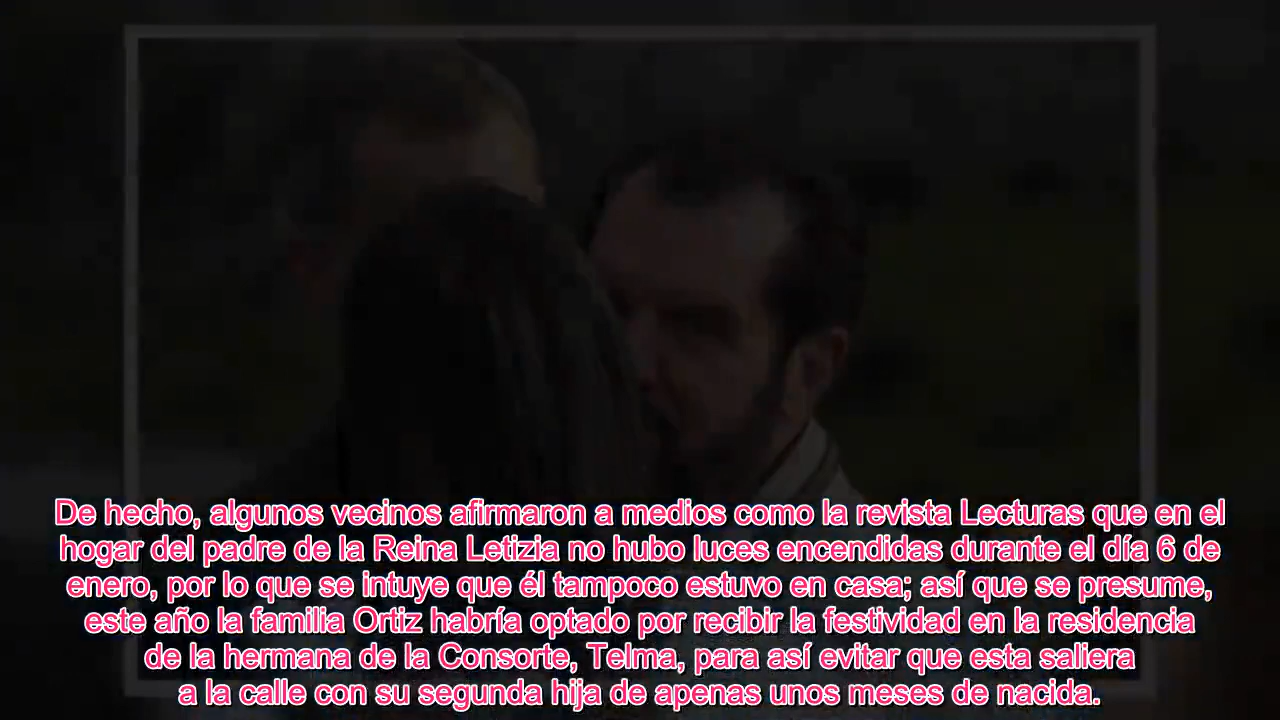 De hecho, algunos vecinos afirmaron a medios como la revista Lecturas que en el
hogar del padre de la Reina Letizia no hubo luces encendidas durante el día 6 de
enero, por lo que se intuye que él tampoco estuvo en casa; así que se presume,
este año la familia Ortiz habría optado por recibir la festividad en la residencia
de la hermana de la Consorte, Telma, para así evitar que esta saliera
a la calle con su segunda hija de apenas unos meses de nacida.